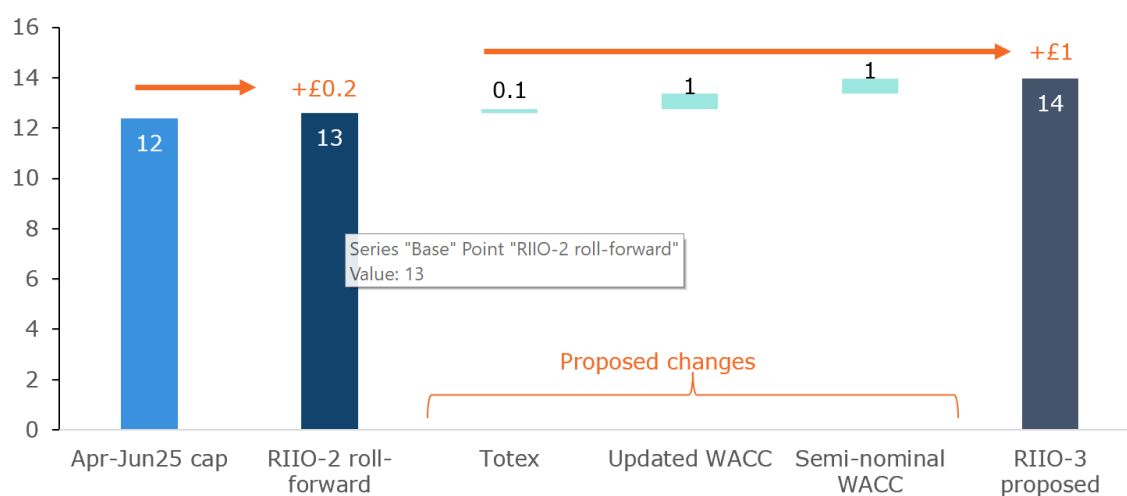 16
14
12
10
8
6
4
2
0
+£0.2
+£1
12
13
0.1
1
1
14
Series "Base" Point "RIIO-2 roll-forward"
Value: 13
Proposed changes
Apr-Jun25 cap
RIIO-2 roll-
forward
Totex
Updated WACC
Semi-nominal
WACC
RIIO-3
proposed